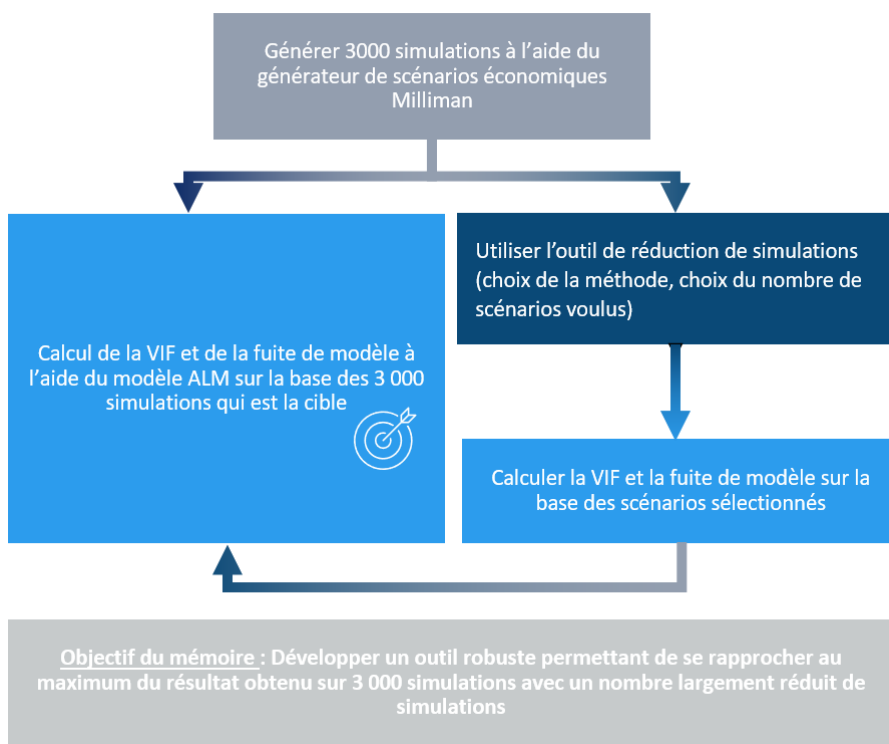 Générer 3000 simulations à l’aide du
générateur de scénarios économiques
Milliman
Calcul de la VIF et de la fuite de modèle à
l’aide du modèle ALM sur la base des 3 000
simulations qui est la cible
Utiliser l’outil de réduction de simulations
(choix de la méthode, choix du nombre de
scénarios voulus)
Calculer la VIF et la fuite de modèle sur la
base des scénarios sélectionnés
Objectif du mémoire : Développer un outil robuste permettant de se rapprocher au
maximum du résultat obtenu sur 3 000 simulations avec un nombre largement réduit de
simulations